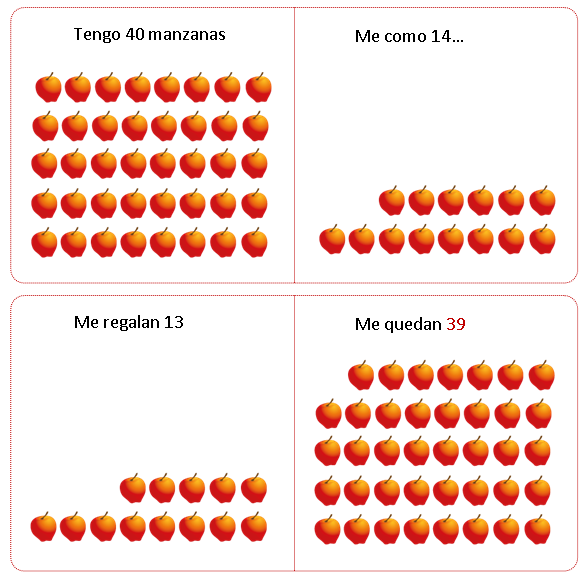 Tengo 40 manzanas
Me como 14...
Me regalan 13
Me quedan 39